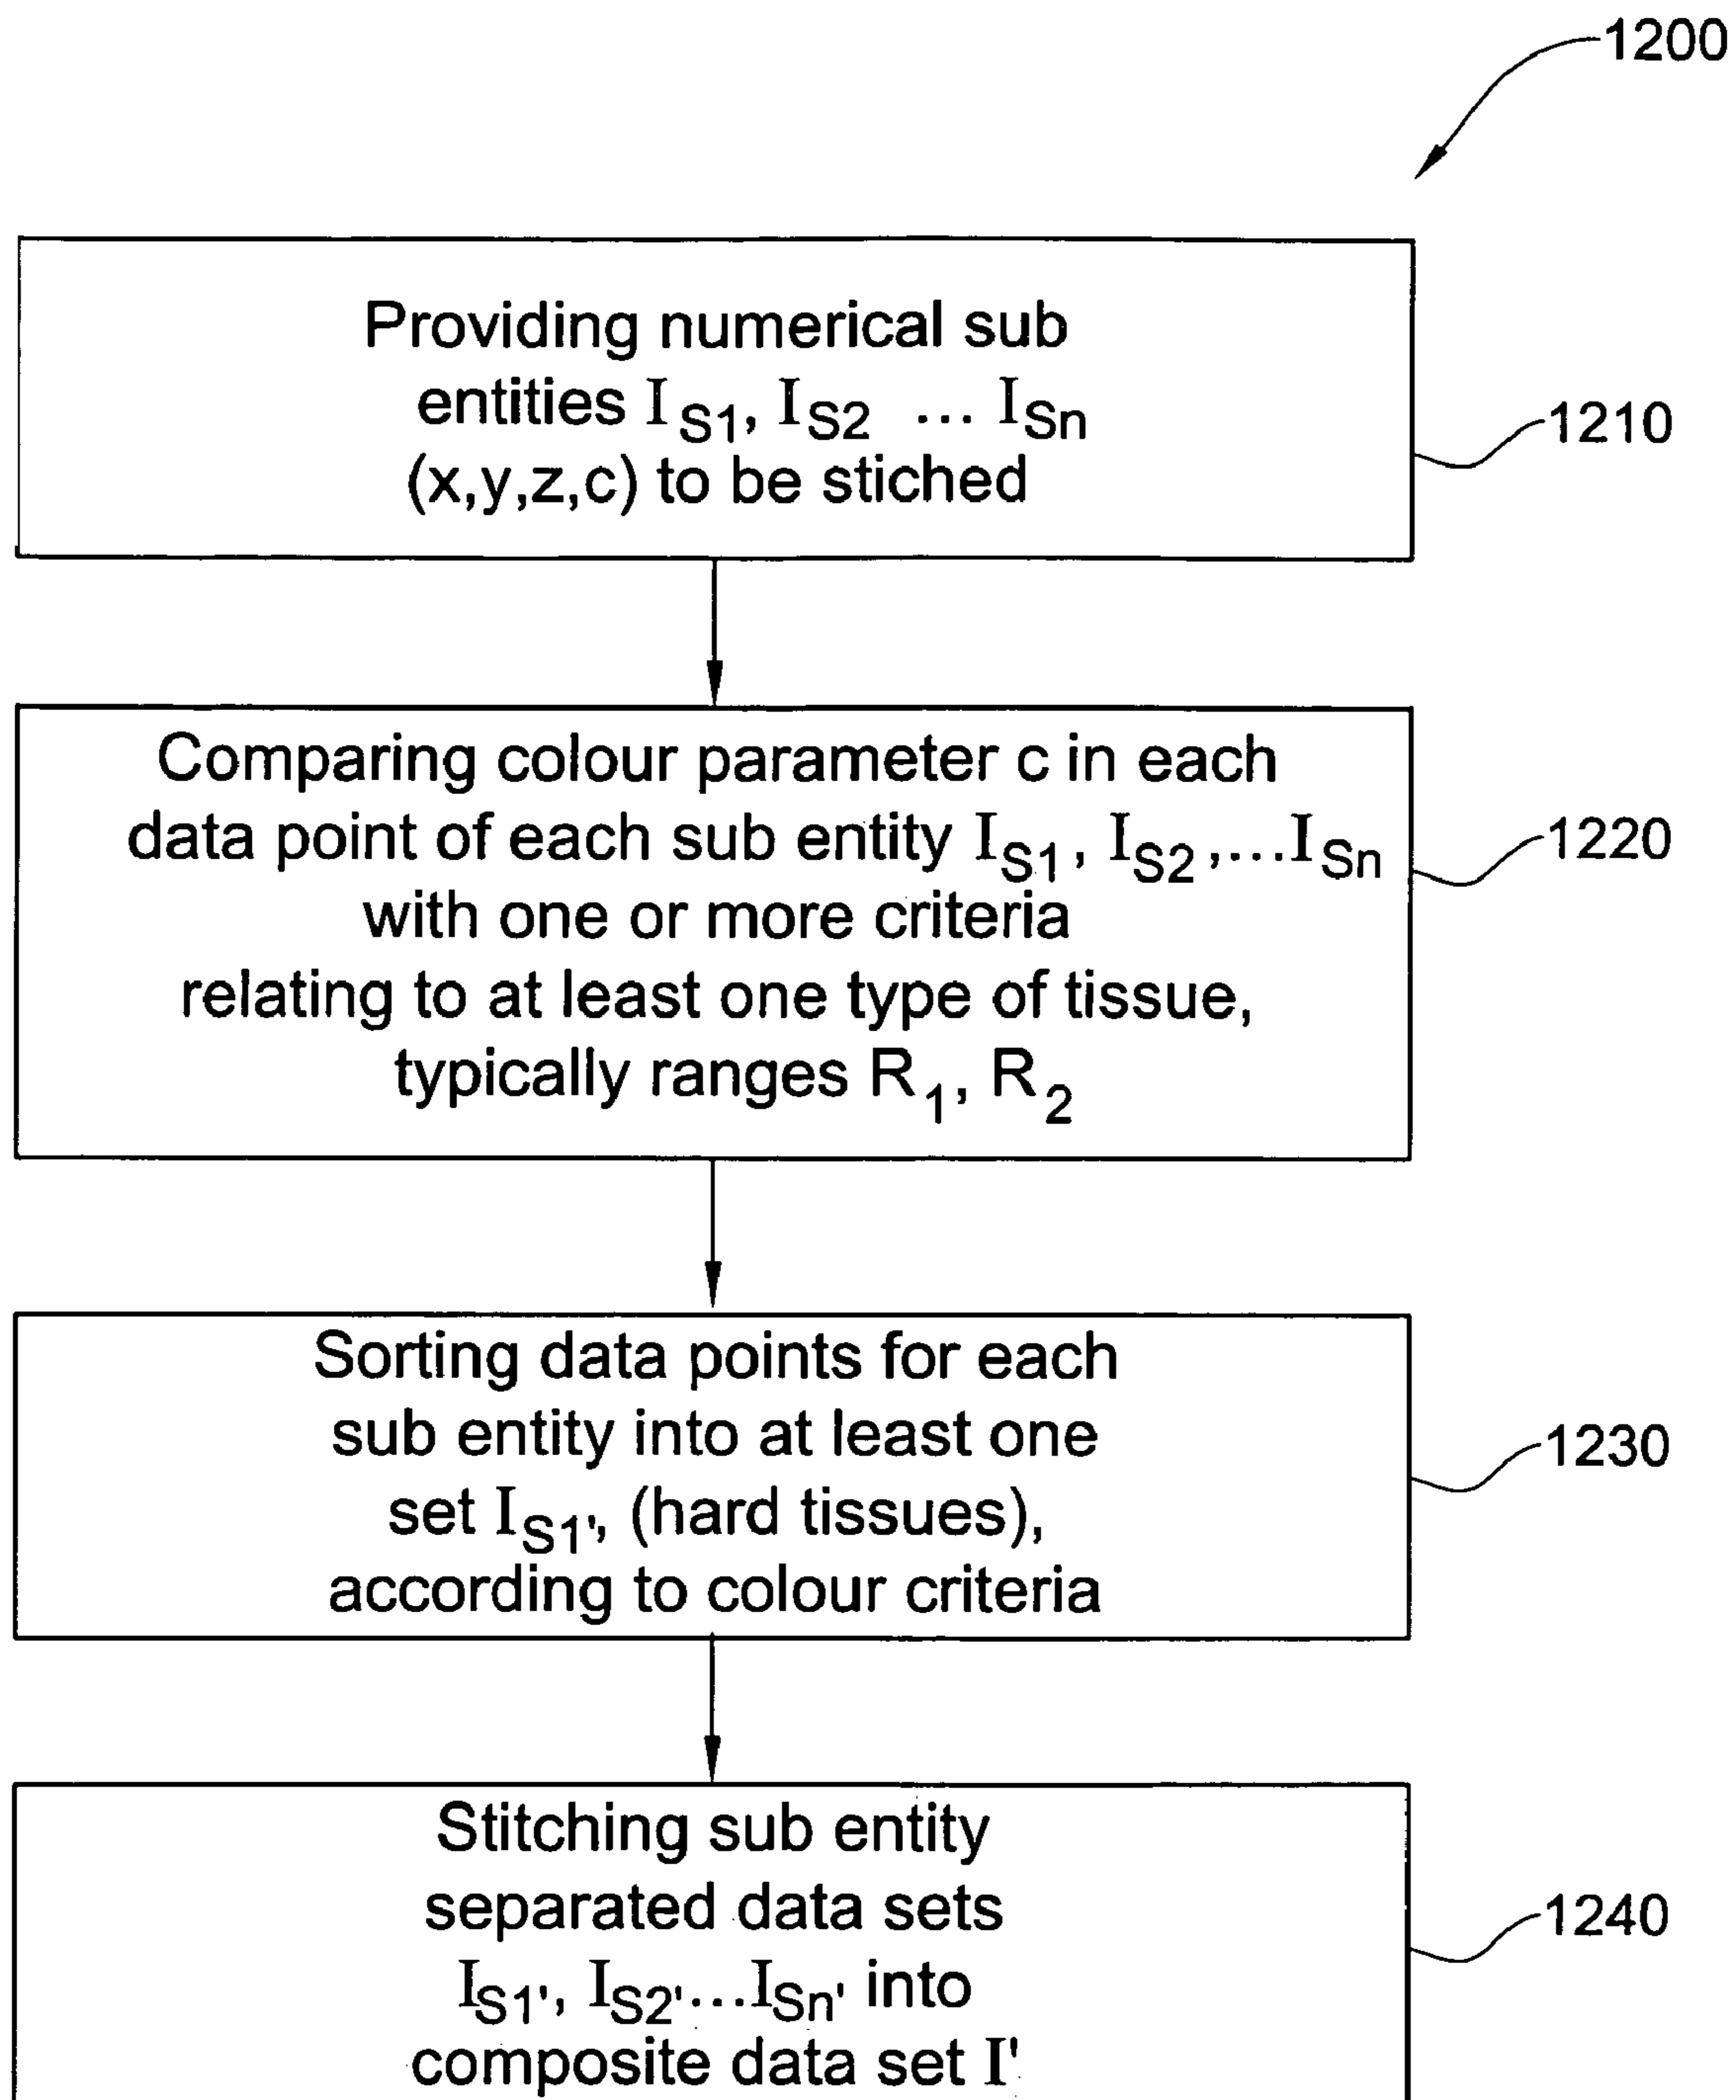 1200
Providing numerical sub
entities I_S1, I_S2 ... I_Sn
(x,y,z,c) to be stiched
1210
Comparing colour parameter c in each
data point of each sub entity I_S1, I_S2,...I_Sn
with one or more criteria
relating to at least one type of tissue,
typically ranges R_1, R_2
1220
Sorting data points for each
sub entity into at least one
set I_S1', (hard tissues),
according to colour criteria
1230
Stitching sub entity
separated data sets
I_S1', I_S2'...I_Sn' into
composite data set I'
1240